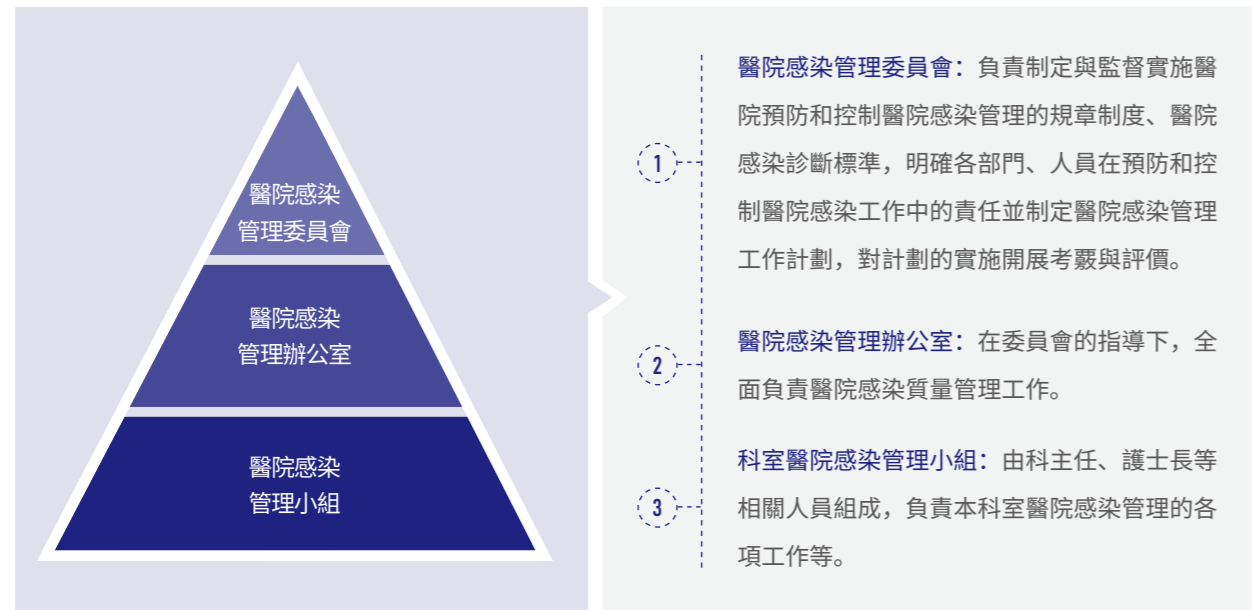 醫院感染
管理委員會
醫院感染
管理辦公室
醫院感染
管理小組
1
醫院感染管理委員會：負責制定與監督實施醫
院預防和控制醫院感染管理的規章制度、醫院
感染診斷標準，明確各部門、人員在預防和控
制醫院感染工作中的責任並制定醫院感染管理
工作計劃，對計劃的實施開展考覈與評價。
2
醫院感染管理辦公室：在委員會的指導下，全
面負責醫院感染質量管理工作。
3
科室醫院感染管理小組：由科主任、護士長等
相關人員組成，負責本科室醫院感染管理的各
項工作等。